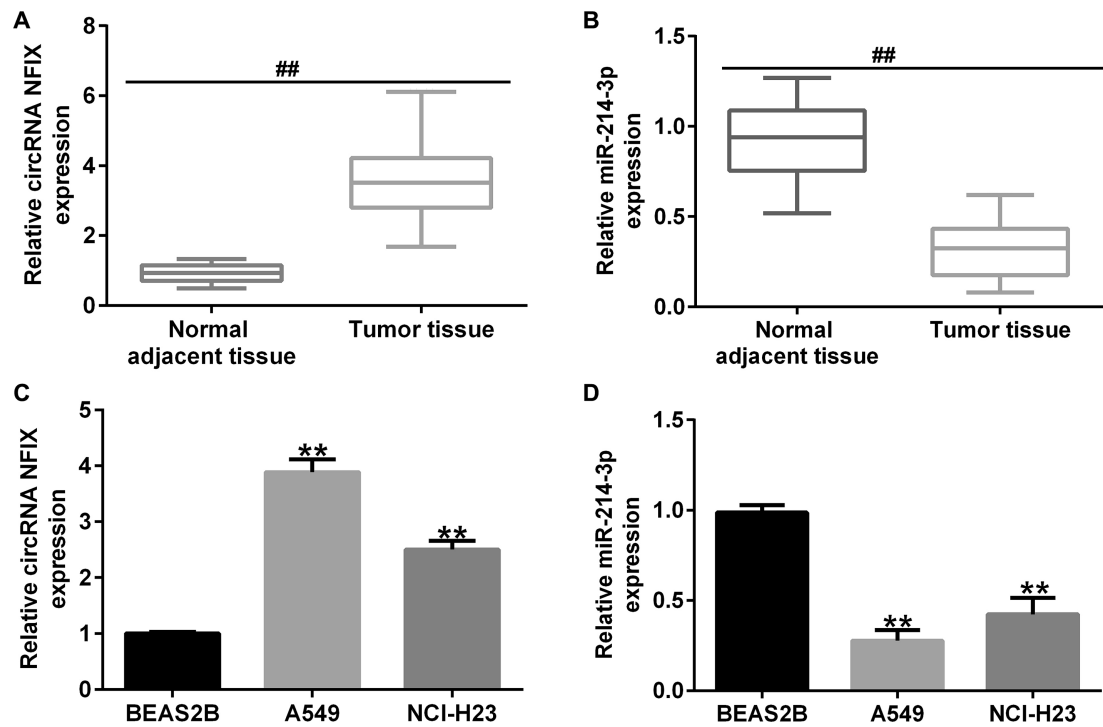 A
Relative circRNA NFIX
expression
8
6
4
2
0
##
Normal
adjacent tissue
Tumor tissue
B
Relative miR-214-3p
expression
1.5
1.0
0.5
0.0
##
Normal
adjacent tissue
Tumor tissue
C
Relative circRNA NFIX
expression
5
4
3
2
1
0
**
**
BEAS2B
A549
NCI-H23
D
Relative miR-214-3p
expression
1.5
1.0
0.5
0.0
**
**
BEAS2B
A549
NCI-H23